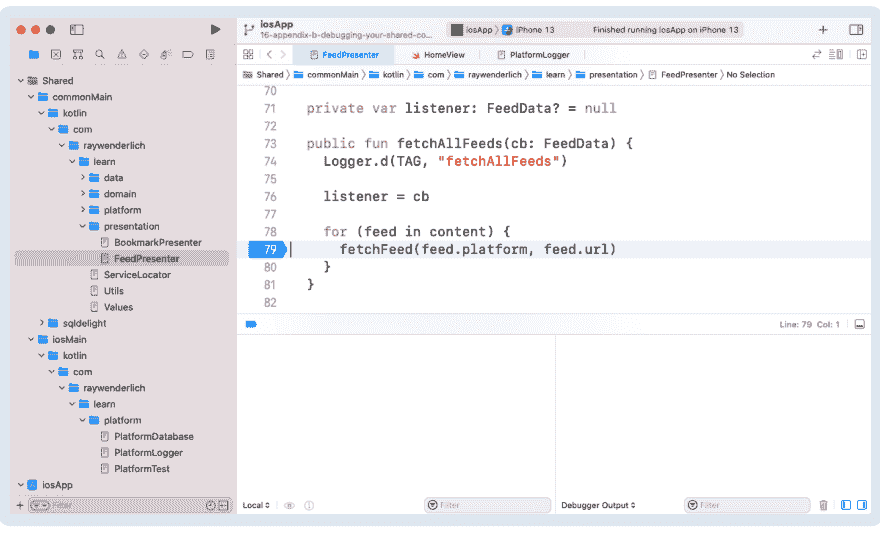 iosApp
16-appendix-b-debugging-your-shared-co...
iosApp 〉 iPhone 13
Finished running iosApp on iPhone 13
FeedPresenter
HomeView
PlatformLogger
Shared 〉 commonMain 〉 kotlin 〉 com 〉 raywenderlich 〉 learn 〉 presentation 〉 FeedPresenter 〉 No Selection
Shared
commonMain
kotlin
com
raywenderlich
learn
data
domain
platform
presentation
BookmarkPresenter
FeedPresenter
ServiceLocator
Utils
Values
sqldelight
iosMain
kotlin
com
raywenderlich
learn
platform
PlatformDatabase
PlatformLogger
PlatformTest
iosApp
Filter
70
71 private var listener: FeedData? = null
72
73 public fun fetchAllFeeds(cb: FeedData) {
74 Logger.d(TAG, "fetchAllFeeds")
75
76 listener = cb
77
78 for (feed in content) {
79 fetchFeed(feed.platform, feed.url)
80 }
81 }
82
Line: 79 Col: 1
Local
Filter
Debugger Output
Filter